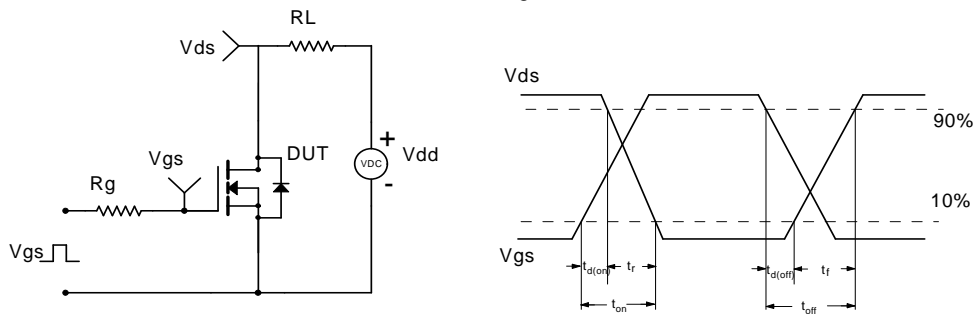 RL
Vds
Vgs
DUT
Rg
VDC
+
Vdd
-
Vgs
Vds
90%
10%
Vgs
td(on)
tr
ton
td(off)
tf
toff